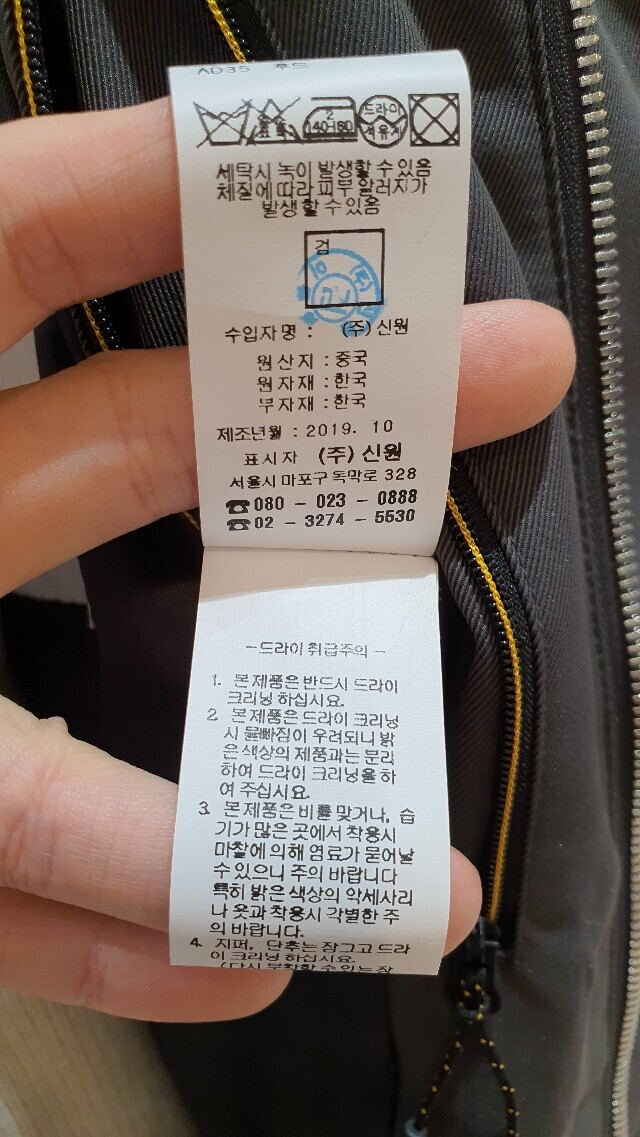 AD35 후드
표백
2
140-160
드라이
석유계
세탁시 녹이 발생할 수 있음
체질에 따라 피부 알러지가
발생할 수 있음
검
수입자명 : (주) 신원
원산지 : 중국
원자재 : 한국
부자재 : 한국
제조년월 : 2019. 10
표시자 (주) 신원
서울시 마포구 독막로 328
☎ 080 - 023 - 0888
☎ 02 - 3274 - 5530
- 드라이 취급주의 -
1. 본 제품은 반드시 드라이
크리닝 하십시요.
2. 본 제품은 드라이 크리닝
시 물빠짐이 우려되니 밝
은 색상의 제품과는 분리
하여 드라이 크리닝을 하
여 주십시요.
3. 본 제품은 비를 맞거나, 습
기가 많은 곳에서 착용시
마찰에 의해 염료가 묻어날
수 있으니 주의 바랍니다
특히 밝은 색상의 악세사리
나 옷과 착용시 각별한 주
의 바랍니다.
4. 지퍼, 단추는 잠그고 드라
이 크리닝 하십시요.
(다시 부착할 수 있는 장